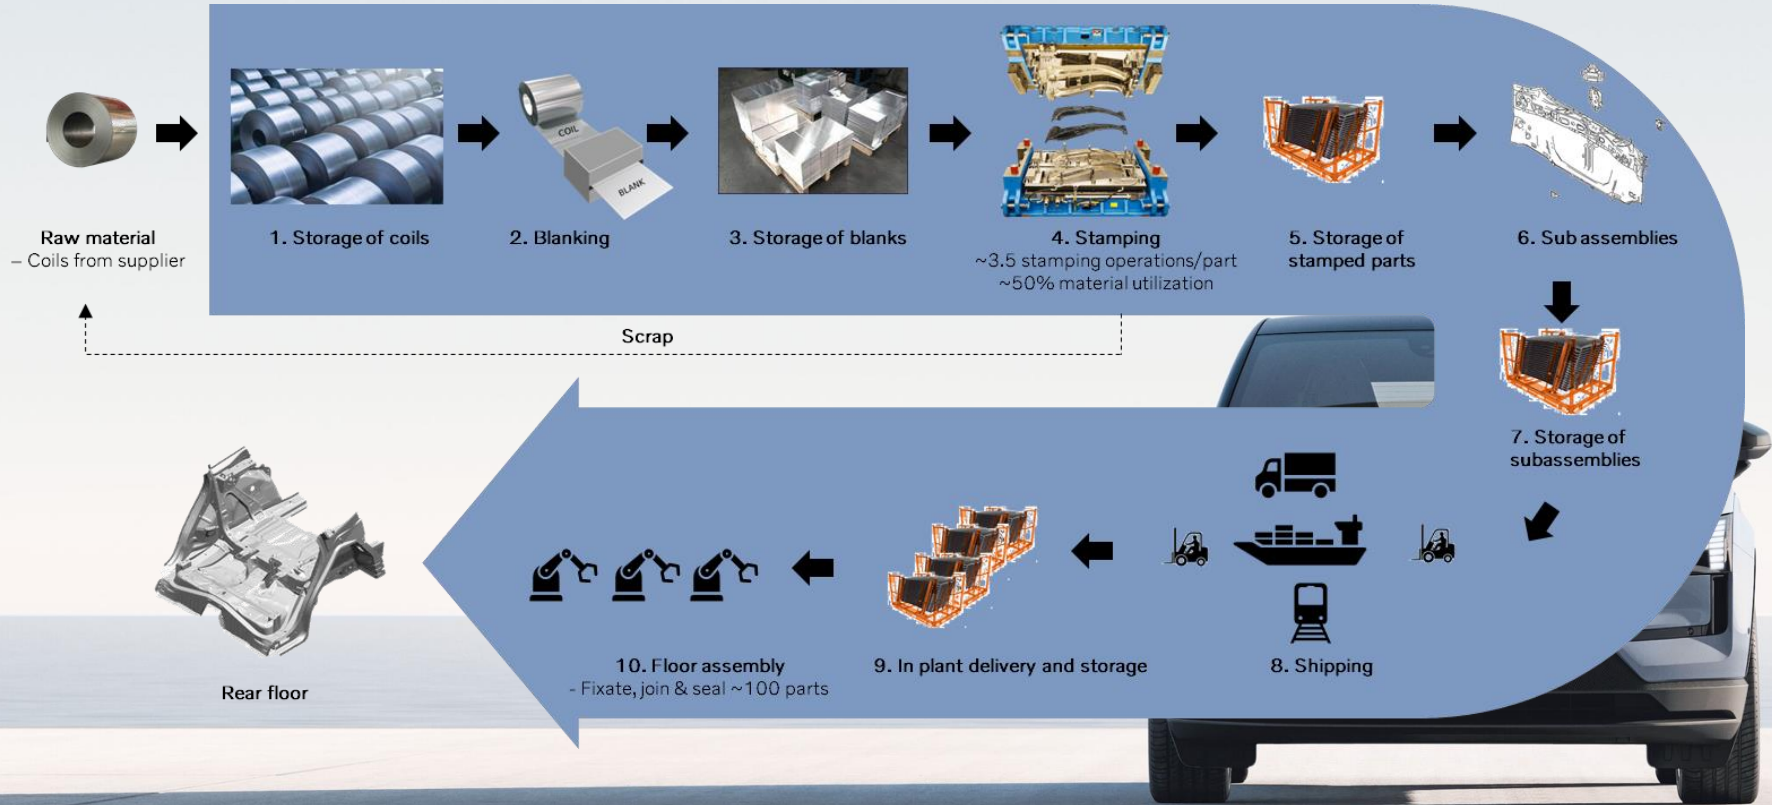 Raw material
– Coils from supplier
1. Storage of coils
COIL
BLANK
2. Blanking
3. Storage of blanks
4. Stamping
~3.5 stamping operations/part
~50% material utilization
5. Storage of
stamped parts
6. Sub assemblies
Scrap
7. Storage of
subassemblies
8. Shipping
9. In plant delivery and storage
10. Floor assembly
- Fixate, join & seal ~100 parts
Rear floor